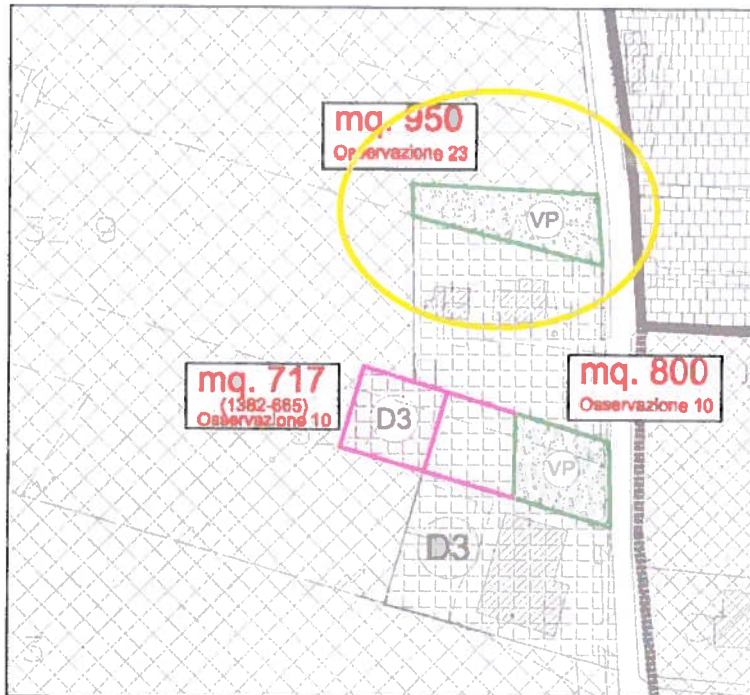 mq. 950
Osservazione 23
VP
mq. 717
(1382-665)
Osservazione 10
D3
mq. 800
Osservazione 10
VP
D3